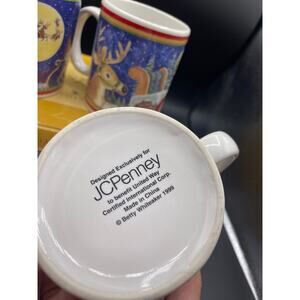 Designed Exclusively for
JCPenney
to benefit United Way
Certified International Corp.
Made in China
© Betty Whiteaker 1999